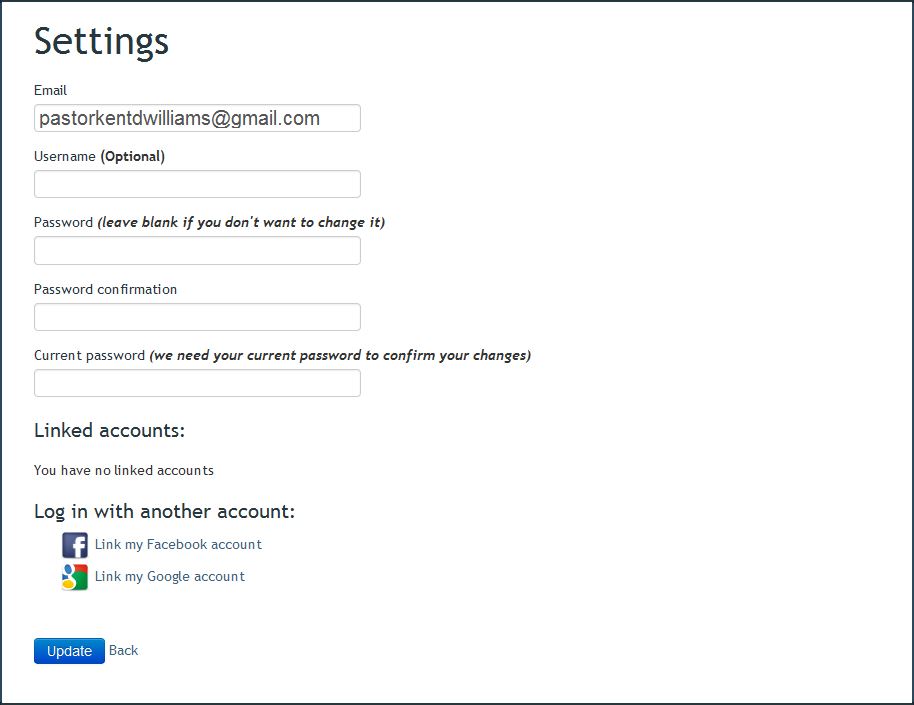 Settings
Email
pastorkentdwilliams@gmail.com
Username (Optional)
Password (leave blank if you don't want to change it)
Password confirmation
Current password (we need your current password to confirm your changes)
Linked accounts:
You have no linked accounts
Log in with another account:
f Link my Facebook account
g Link my Google account
Update Back